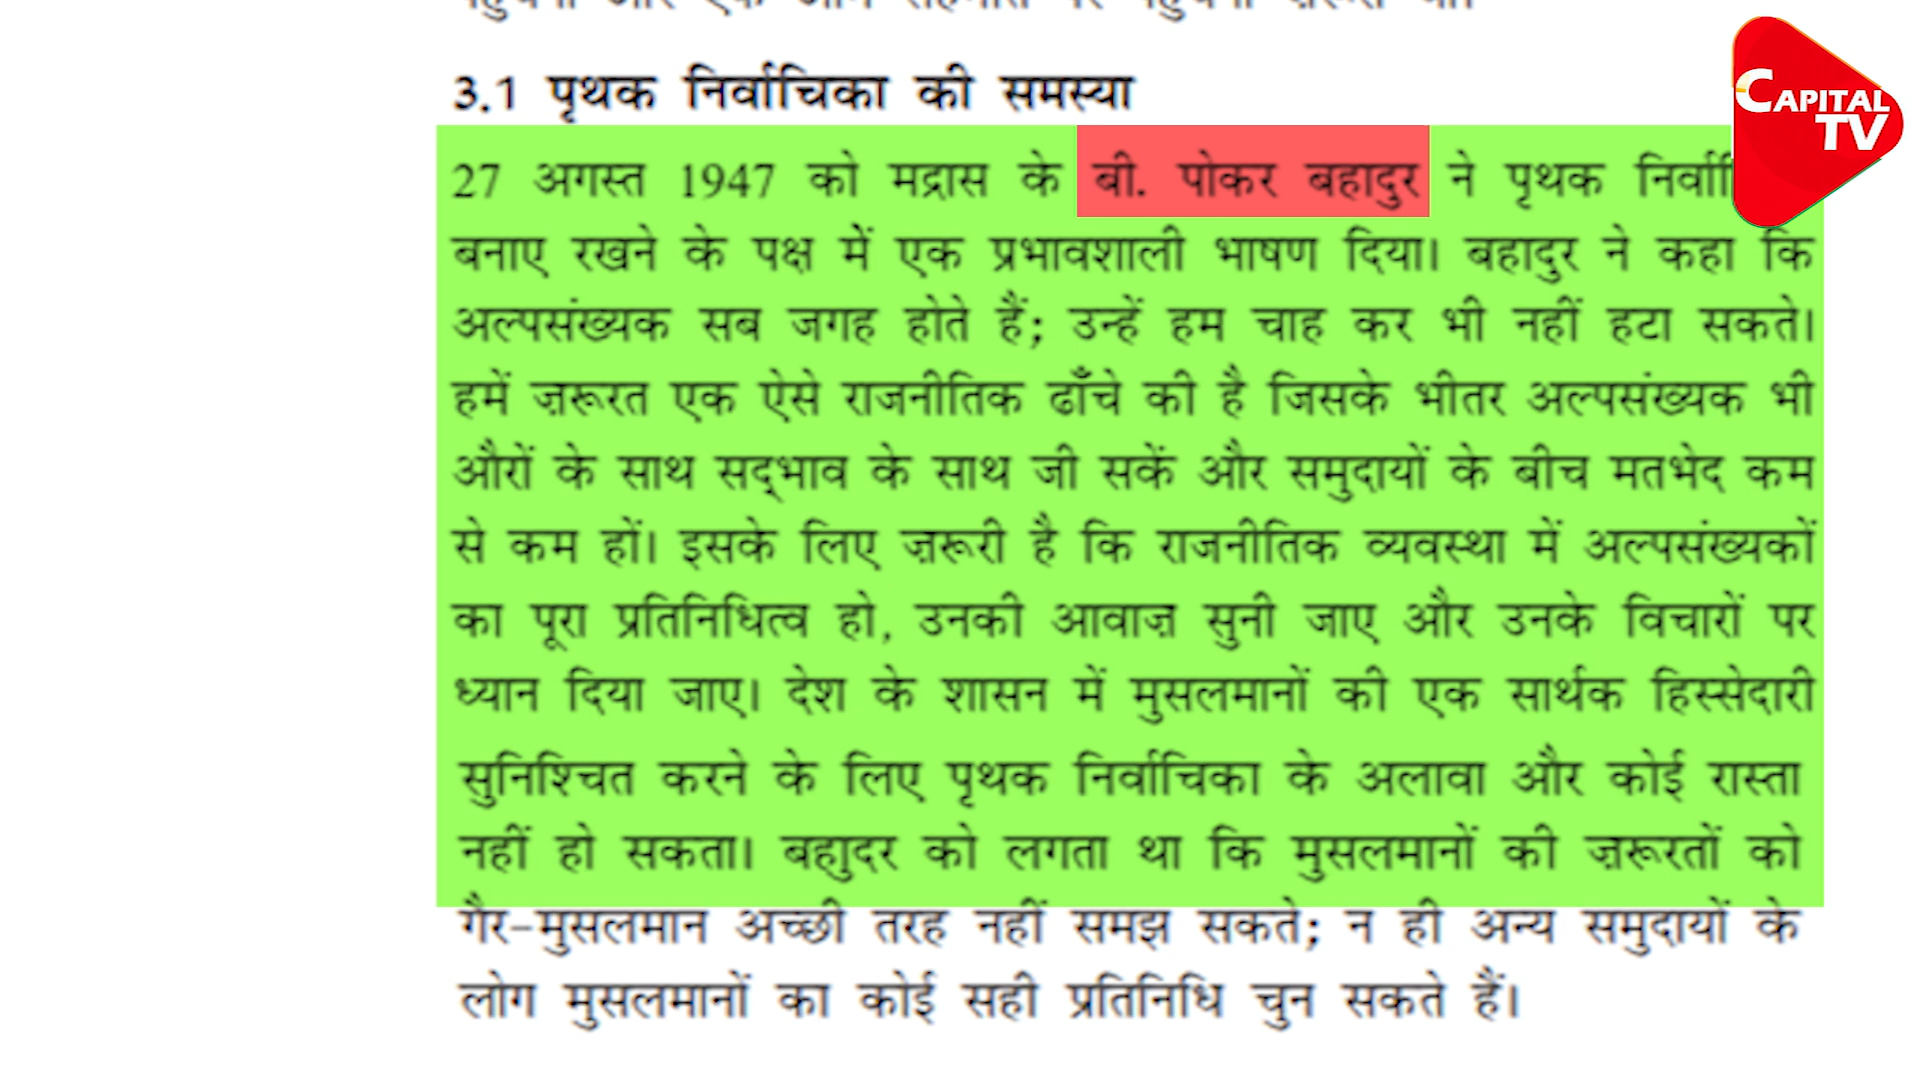 3.1 पृथक निर्वाचिका की समस्या
27 अगस्त 1947 को मद्रास के बी. पोकर बहादुर ने पृथक
बनाए रखने के पक्ष में एक प्रभावशाली भाषण दिया। बहादुर ने कहा कि
अल्पसंख्यक सब जगह होते हैं; उन्हें हम चाह कर भी नहीं हटा सकते।
हमें ज़रूरत एक ऐसे राजनीतिक ढाँचे की है जिसके भीतर अल्पसंख्यक भी
औरों के साथ सद्भाव के साथ जी सकें और समुदायों के बीच मतभेद कम
से कम हों। इसके लिए ज़रूरी है कि राजनीतिक व्यवस्था में अल्पसंख्यकों
का पूरा प्रतिनिधित्व हो, उनकी आवाज़ सुनी जाए और उनके विचारों पर
ध्यान दिया जाए। देश के शासन में मुसलमानों की एक सार्थक हिस्सेदारी
सुनिश्चित करने के लिए पृथक निर्वाचिका के अलावा और कोई रास्ता
नहीं हो सकता। बहाुदर को लगता था कि मुसलमानों की ज़रूरतों को
गैर-मुसलमान अच्छी तरह नहीं समझ सकते; न ही अन्य समुदायों के
लोग मुसलमानों का कोई सही प्रतिनिधि चुन सकते हैं।
CAPITAL
TV